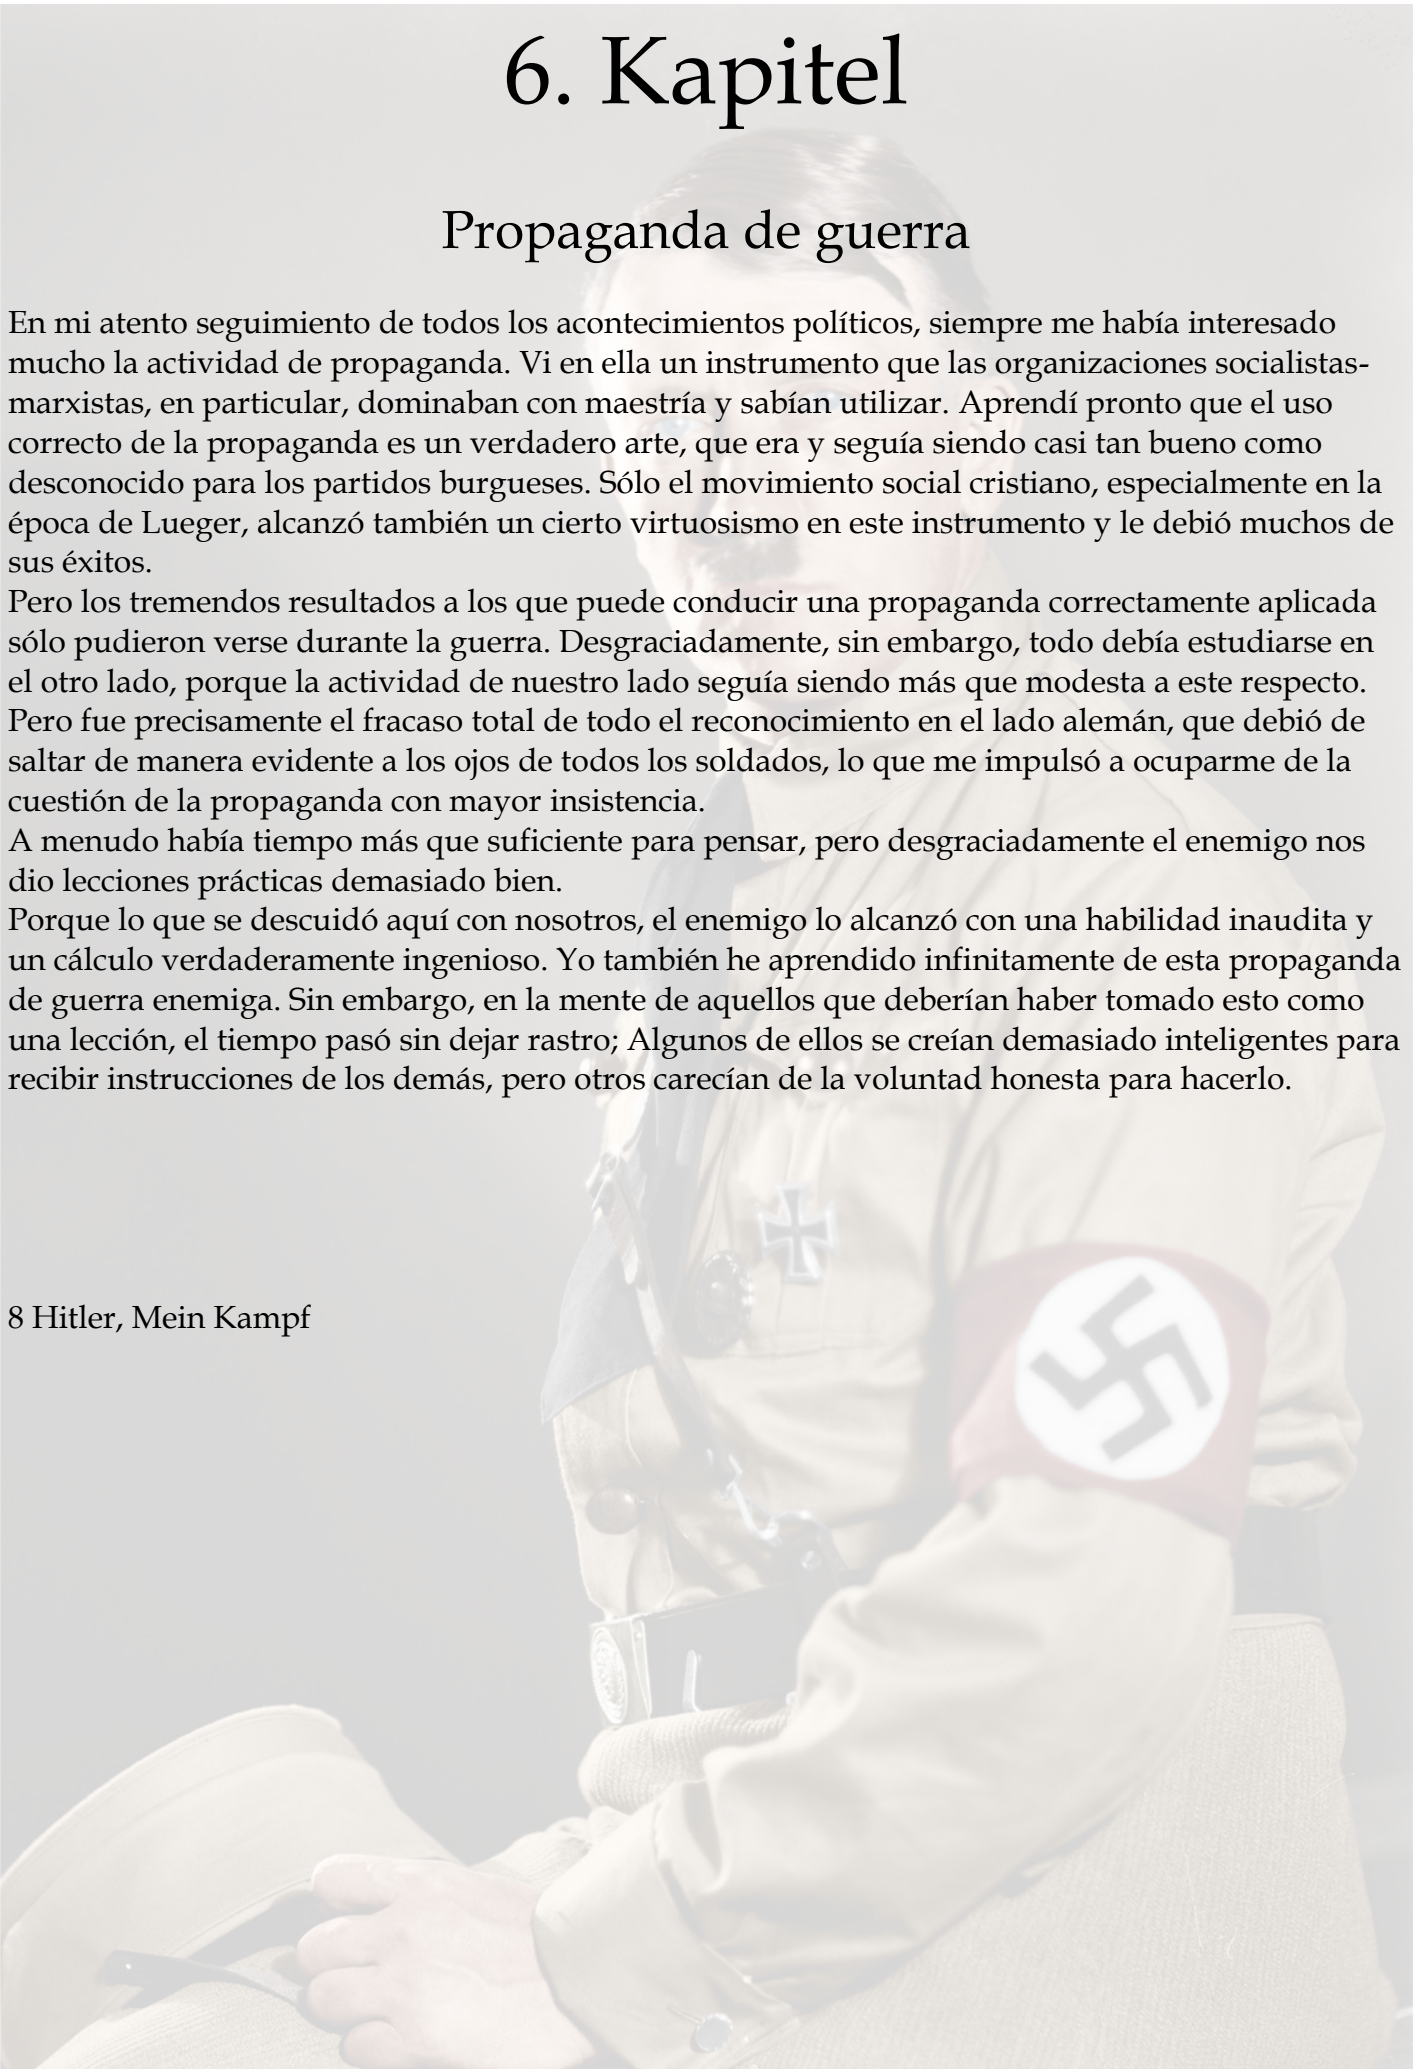 6. Kapitel
Propaganda de guerra
En mi atento seguimiento de todos los acontecimientos políticos, siempre me había interesado
mucho la actividad de propaganda. Vi en ella un instrumento que las organizaciones socialistas-
marxistas, en particular, dominaban con maestría y sabían utilizar. Aprendí pronto que el uso
correcto de la propaganda es un verdadero arte, que era y seguía siendo casi tan bueno como
desconocido para los partidos burgueses. Sólo el movimiento social cristiano, especialmente en la
época de Lueger, alcanzó también un cierto virtuosismo en este instrumento y le debió muchos de
sus éxitos.
Pero los tremendos resultados a los que puede conducir una propaganda correctamente aplicada
sólo pudieron verse durante la guerra. Desgraciadamente, sin embargo, todo debía estudiarse en
el otro lado, porque la actividad de nuestro lado seguía siendo más que modesta a este respecto.
Pero fue precisamente el fracaso total de todo el reconocimiento en el lado alemán, que debió de
saltar de manera evidente a los ojos de todos los soldados, lo que me impulsó a ocuparme de la
cuestión de la propaganda con mayor insistencia.
A menudo había tiempo más que suficiente para pensar, pero desgraciadamente el enemigo nos
dio lecciones prácticas demasiado bien.
Porque lo que se descuidó aquí con nosotros, el enemigo lo alcanzó con una habilidad inaudita y
un cálculo verdaderamente ingenioso. Yo también he aprendido infinitamente de esta propaganda
de guerra enemiga. Sin embargo, en la mente de aquellos que deberían haber tomado esto como
una lección, el tiempo pasó sin dejar rastro; Algunos de ellos se creían demasiado inteligentes para
recibir instrucciones de los demás, pero otros carecían de la voluntad honesta para hacerlo.
8 Hitler, Mein Kampf